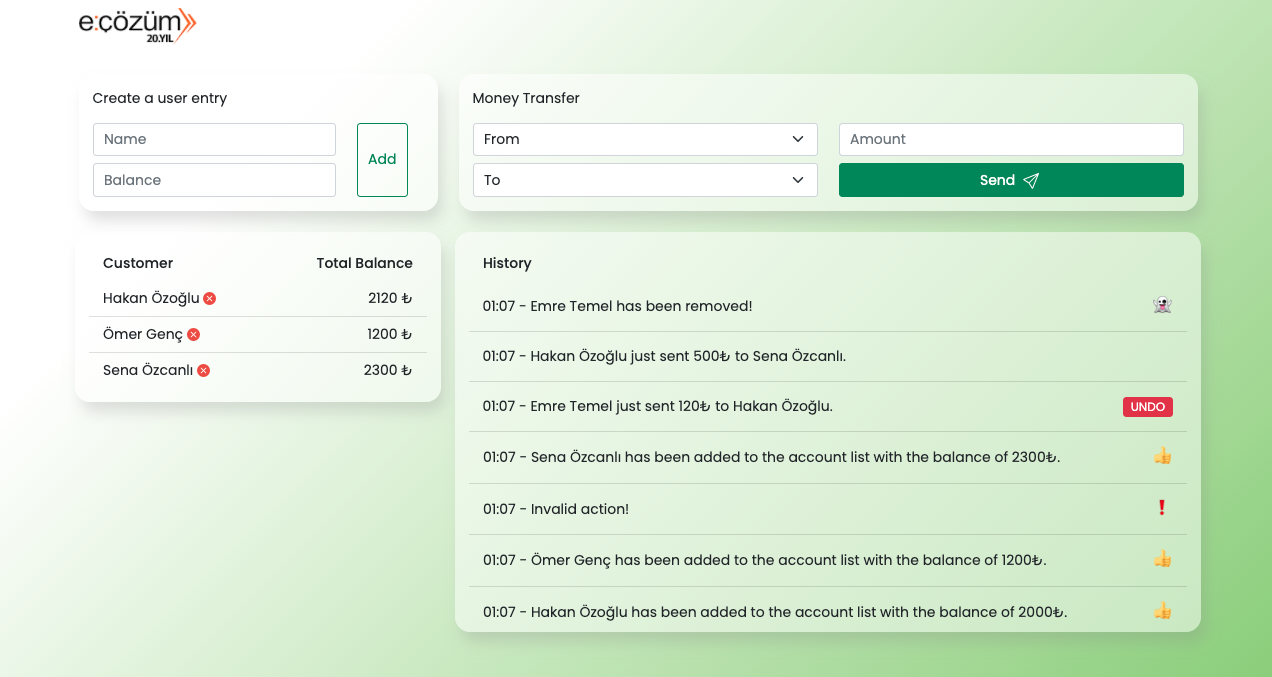 e:çözüm
20.YIL
Create a user entry
Name
Balance
Add
Money Transfer
From
To
Amount
Send
Customer Total Balance
Hakan Özoğlu 2120 ₺
Ömer Genç 1200 ₺
Sena Özcanlı 2300 ₺
History
01:07 - Emre Temel has been removed!
01:07 - Hakan Özoğlu just sent 500₺ to Sena Özcanlı.
01:07 - Emre Temel just sent 120₺ to Hakan Özoğlu. UNDO
01:07 - Sena Özcanlı has been added to the account list with the balance of 2300₺.
01:07 - Invalid action!
01:07 - Ömer Genç has been added to the account list with the balance of 1200₺.
01:07 - Hakan Özoğlu has been added to the account list with the balance of 2000₺.